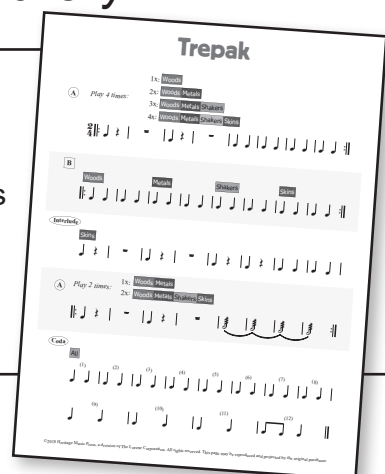 Trepak
1x: Woods
A Play 4 times: 2x: Woods Metals
3x: Woods Metals Shakers
4x: Woods Metals Shakers Skins
2
4
B
Woods Metals Shakers Skins
Interlude
Skins
A Play 2 times: 1x: Woods Metals
2x: Woods Metals Shakers Skins
Coda
All
(1) (2) (3) (4) (5) (6) (7) (8)
(9) (10) (11) (12)
s